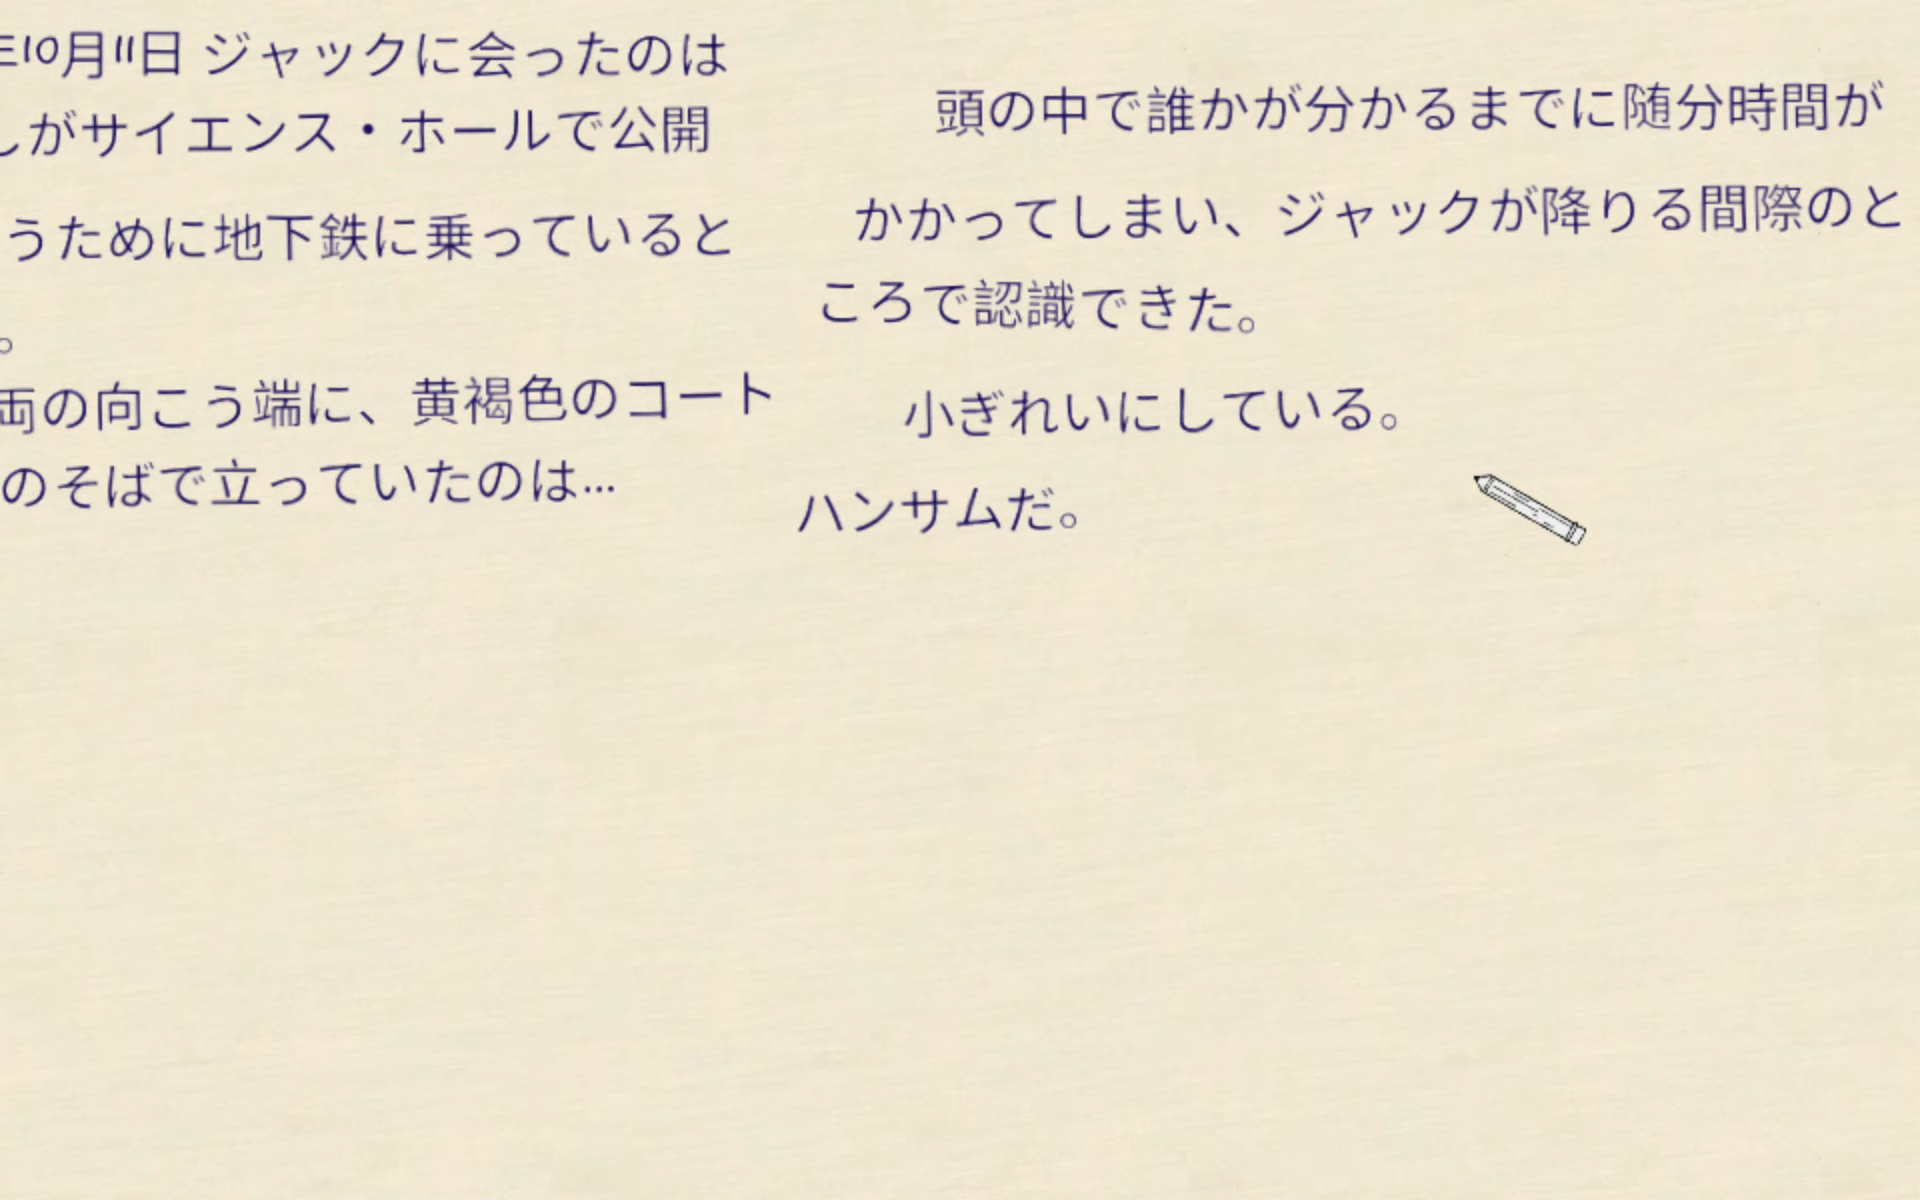 年10月11日 ジャックに会ったのは
しがサイエンス・ホールで公開
うために地下鉄に乗っていると
。
両の向こう端に、黄褐色のコート
のそばで立っていたのは...
頭の中で誰かが分かるまでに随分時間が
かかってしまい、ジャックが降りる間際のと
ころで認識できた。
小ぎれいにしている。
ハンサムだ。